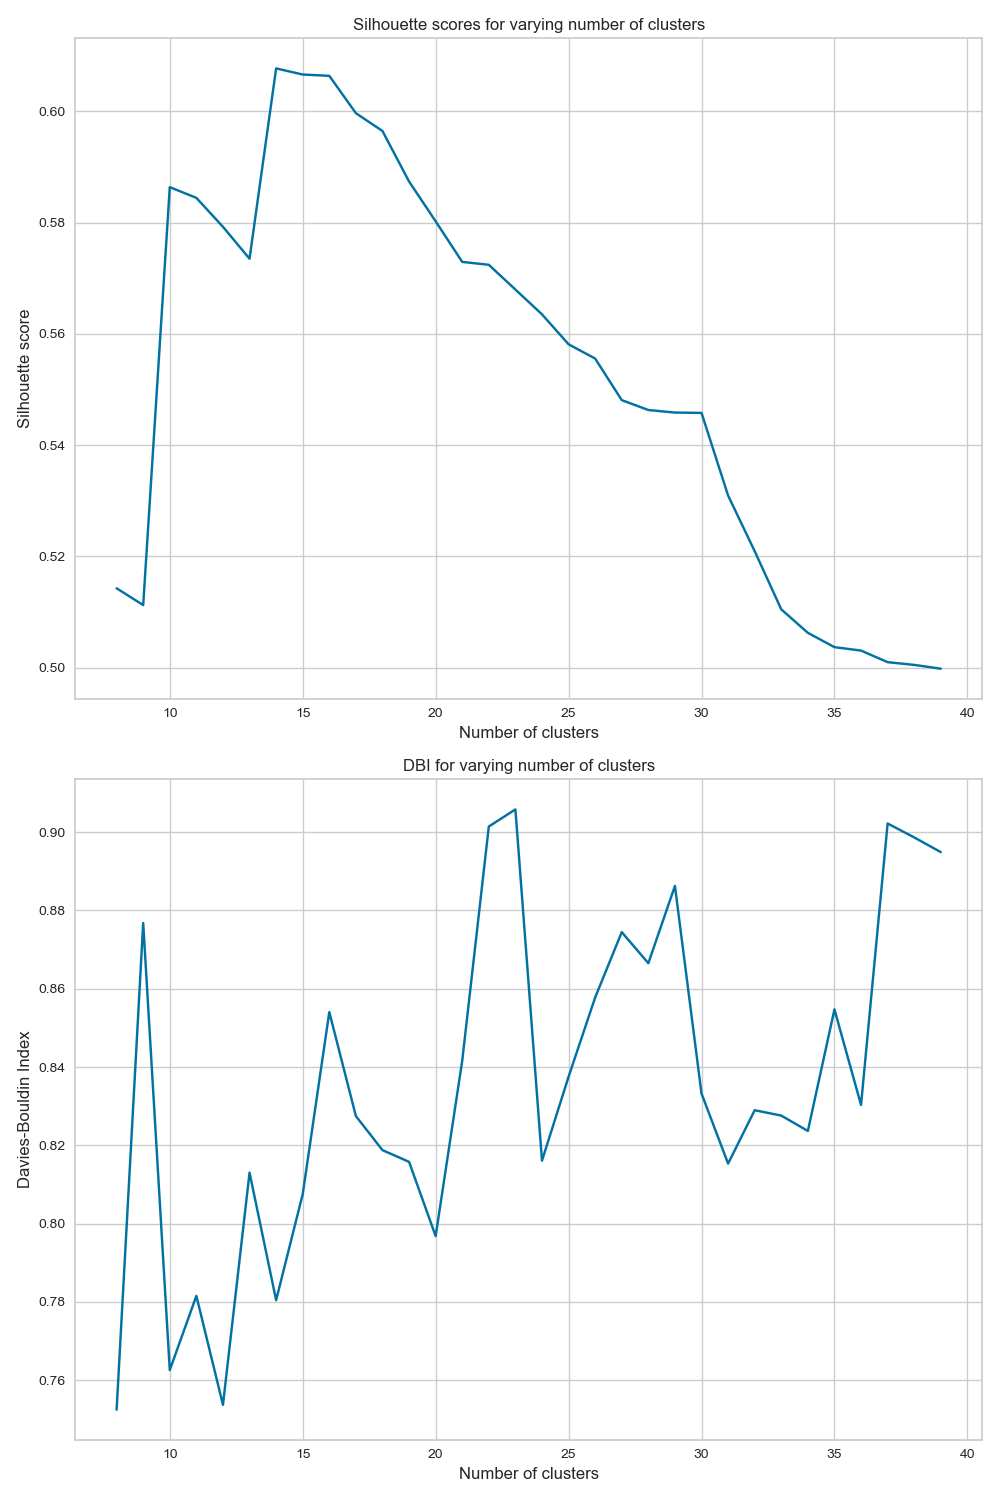 Silhouette scores for varying number of clusters
0.60
0.58
0.56
0.54
0.52
0.50
Silhouette score
10 15 20 25 30 35 40
Number of clusters
DBI for varying number of clusters
0.90
0.88
0.86
0.84
0.82
0.80
0.78
0.76
Davies-Bouldin Index
10 15 20 25 30 35 40
Number of clusters